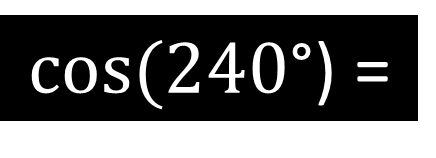 cos(240°) =